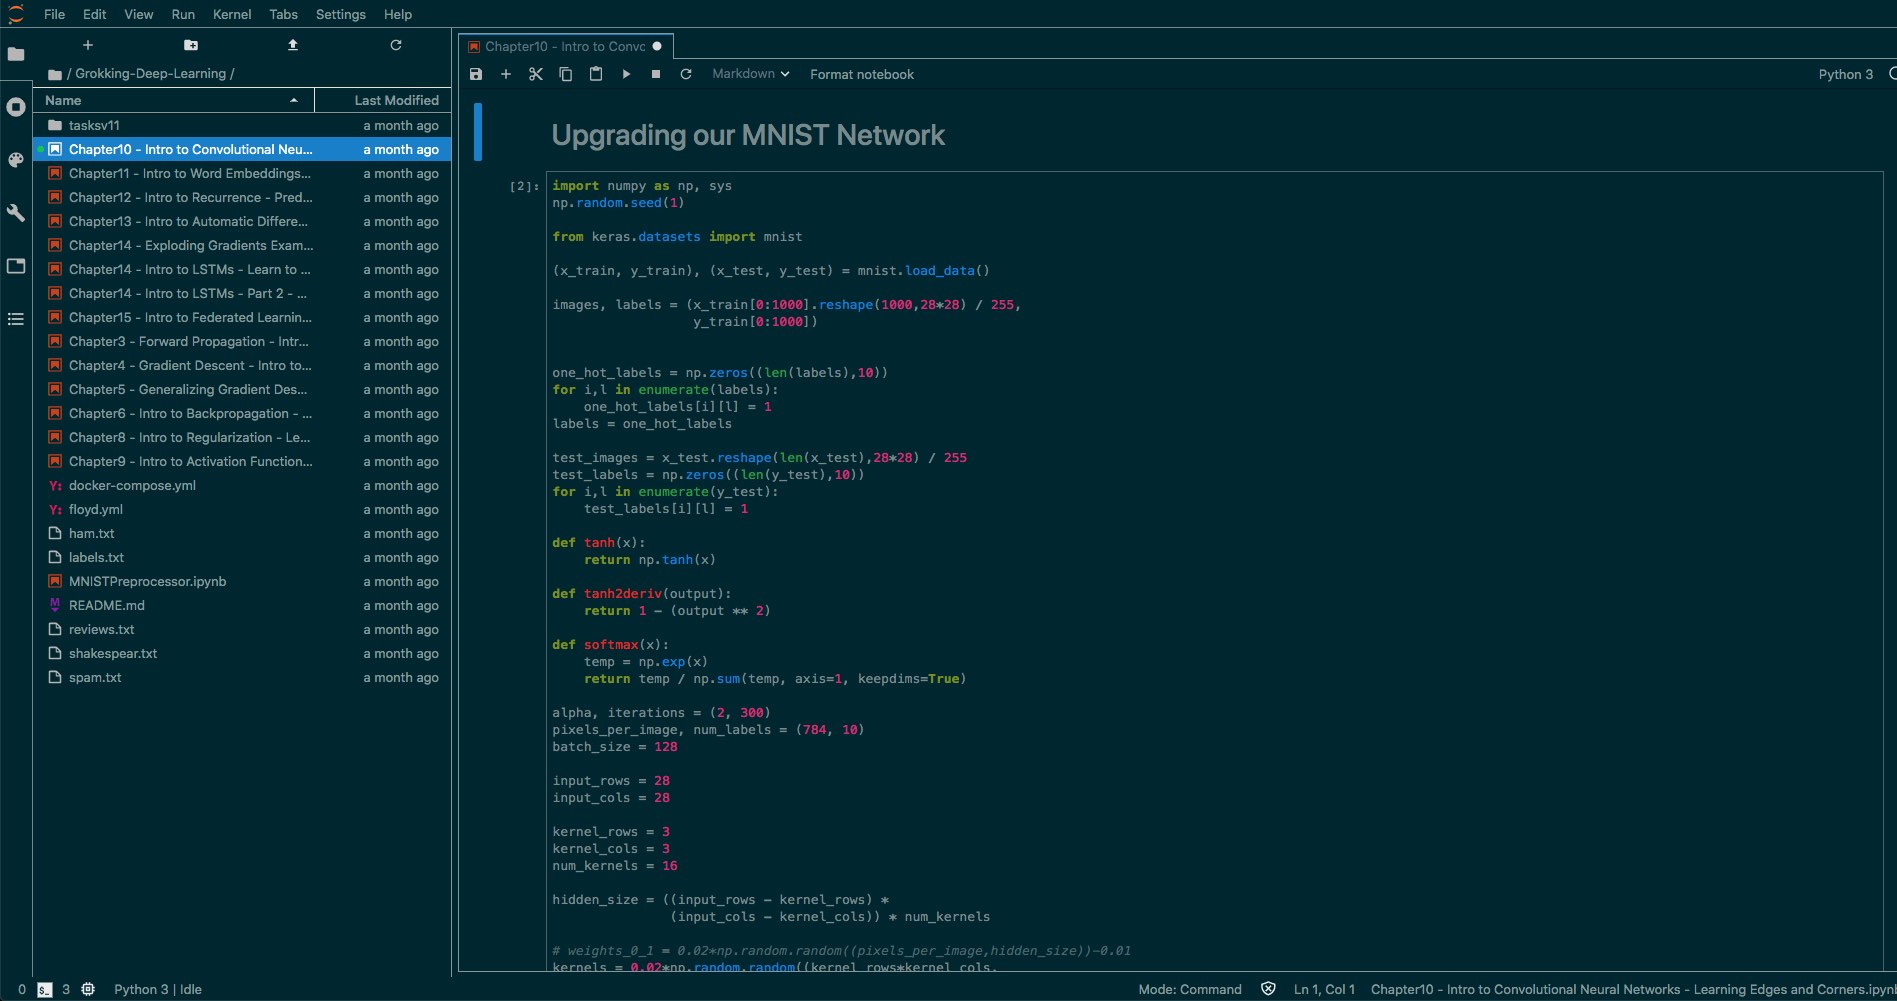 File Edit View Run Kernel Tabs Settings Help
/ Grokking-Deep-Learning /
Name Last Modified
tasksv11 a month ago
Chapter10 - Intro to Convolutional Neu... a month ago
Chapter11 - Intro to Word Embeddings... a month ago
Chapter12 - Intro to Recurrence - Pred... a month ago
Chapter13 - Intro to Automatic Differe... a month ago
Chapter14 - Exploding Gradients Exam... a month ago
Chapter14 - Intro to LSTMs - Learn to ... a month ago
Chapter14 - Intro to LSTMs - Part 2 - ... a month ago
Chapter15 - Intro to Federated Learnin... a month ago
Chapter3 - Forward Propagation - Intr... a month ago
Chapter4 - Gradient Descent - Intro to... a month ago
Chapter5 - Generalizing Gradient Des... a month ago
Chapter6 - Intro to Backpropagation - ... a month ago
Chapter8 - Intro to Regularization - Le... a month ago
Chapter9 - Intro to Activation Function... a month ago
Y: docker-compose.yml a month ago
Y: floyd.yml a month ago
ham.txt a month ago
labels.txt a month ago
MNISTPreprocessor.ipynb a month ago
M README.md a month ago
reviews.txt a month ago
shakespear.txt a month ago
spam.txt a month ago
Chapter10 - Intro to Convo
Markdown Format notebook Python 3
Upgrading our MNIST Network
[2]: import numpy as np, sys
np.random.seed(1)
from keras.datasets import mnist
(x_train, y_train), (x_test, y_test) = mnist.load_data()
images, labels = (x_train[0:1000].reshape(1000,28*28) / 255,
y_train[0:1000])
one_hot_labels = np.zeros((len(labels),10))
for i,l in enumerate(labels):
one_hot_labels[i][l] = 1
labels = one_hot_labels
test_images = x_test.reshape(len(x_test),28*28) / 255
test_labels = np.zeros((len(y_test),10))
for i,l in enumerate(y_test):
test_labels[i][l] = 1
def tanh(x):
return np.tanh(x)
def tanh2deriv(output):
return 1 - (output ** 2)
def softmax(x):
temp = np.exp(x)
return temp / np.sum(temp, axis=1, keepdims=True)
alpha, iterations = (2, 300)
pixels_per_image, num_labels = (784, 10)
batch_size = 128
input_rows = 28
input_cols = 28
kernel_rows = 3
kernel_cols = 3
num_kernels = 16
hidden_size = ((input_rows - kernel_rows) *
(input_cols - kernel_cols)) * num_kernels
# weights_0_1 = 0.02*np.random.random((pixels_per_image,hidden_size))-0.01
kernels = 0.02*np.random.random((kernel_rows*kernel_cols,
0 $_ 3 Python 3 | Idle Mode: Command Ln 1, Col 1 Chapter10 - Intro to Convolutional Neural Networks - Learning Edges and Corners.ipyn